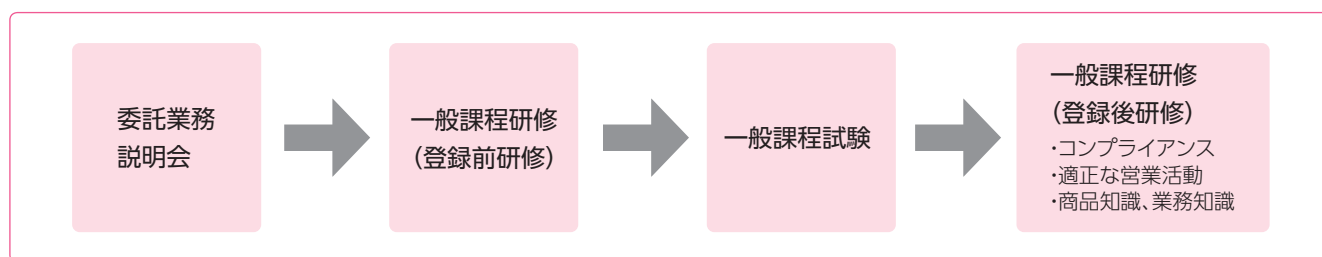 委託業務
説明会
一般課程研修
（登録前研修）
一般課程試験
一般課程研修
（登録後研修）
・コンプライアンス
・適正な営業活動
・商品知識、業務知識